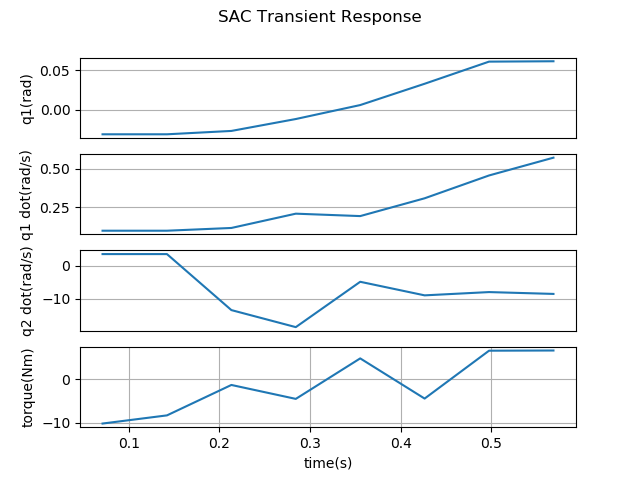 SAC Transient Response
q1(rad)
0.05
0.00
q1 dot(rad/s)
0.50
0.25
q2 dot(rad/s)
0
−10
torque(Nm)
0
−10
0.1 0.2 0.3 0.4 0.5
time(s)